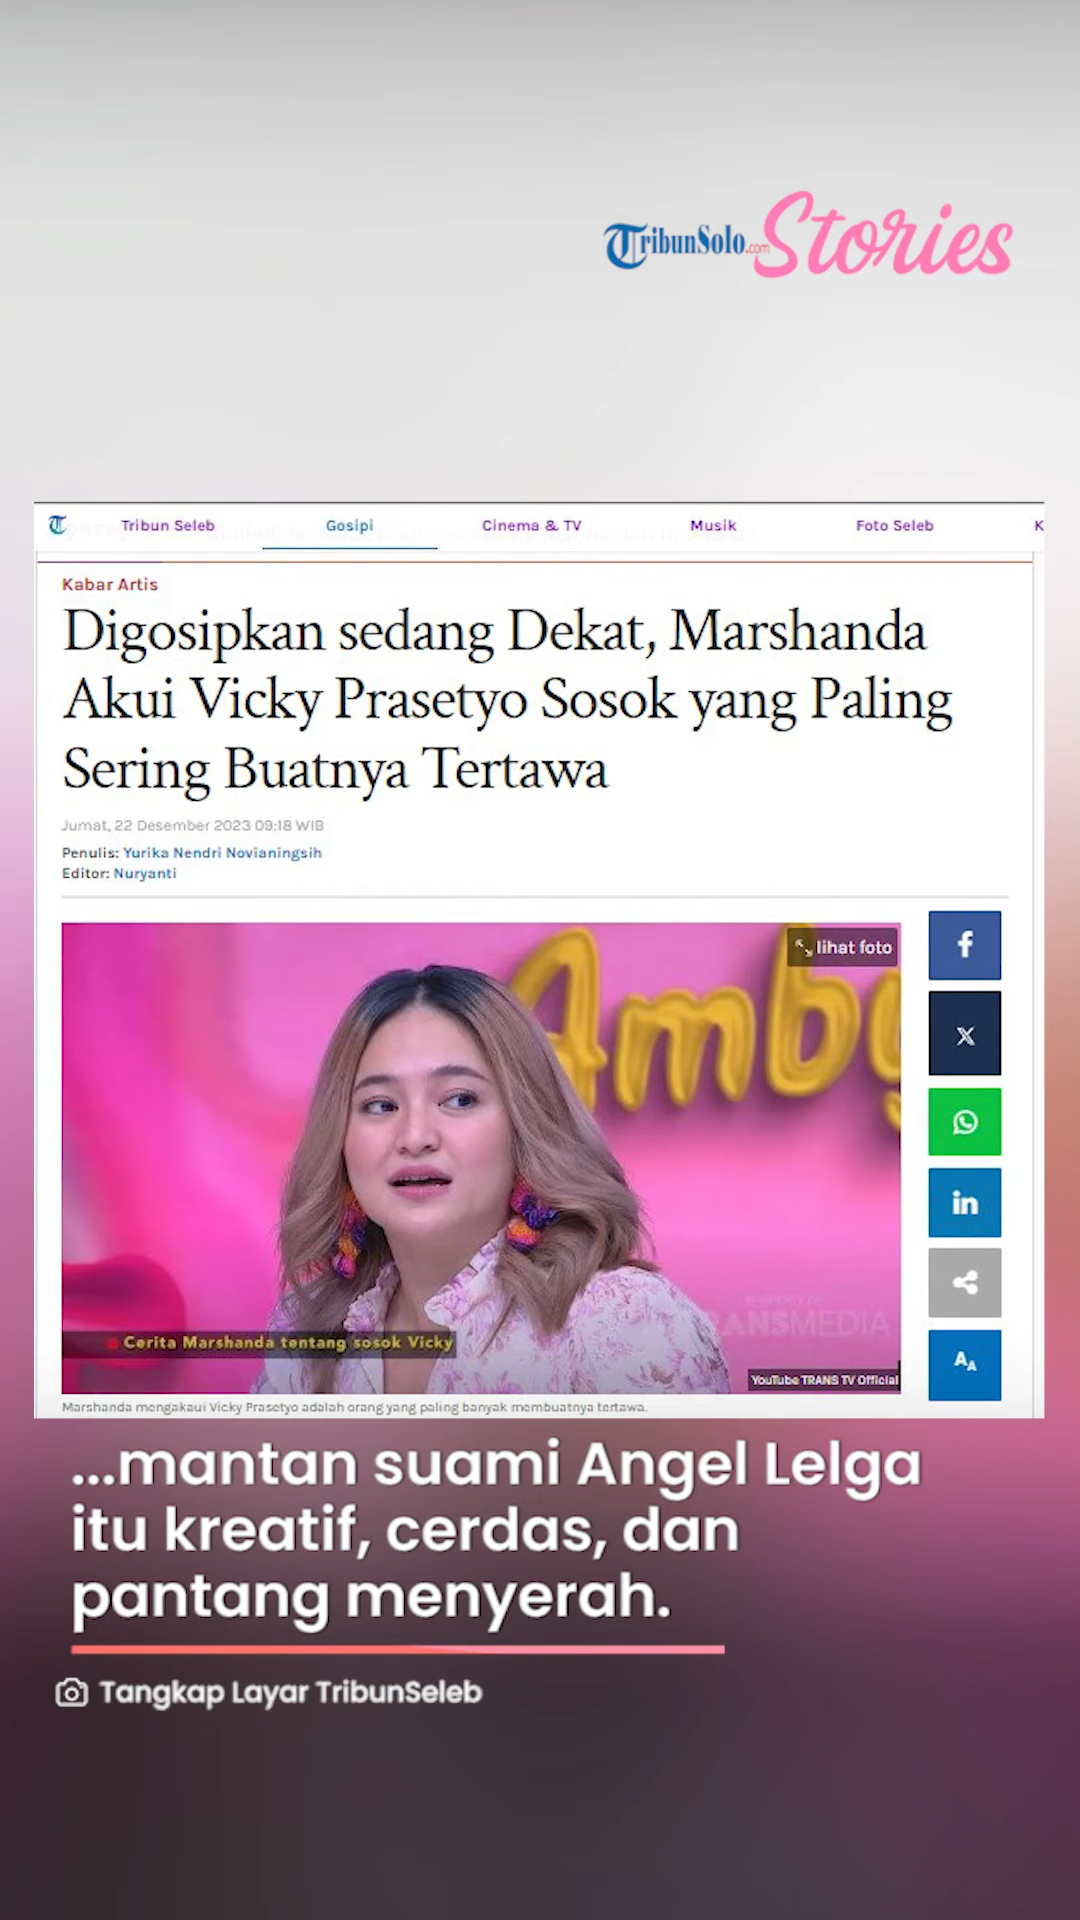 TribunSolo.com Stories
Tribun Seleb Gosipi Cinema & TV Musik Foto Seleb K
Kabar Artis
Digosipkan sedang Dekat, Marshanda
Akui Vicky Prasetyo Sosok yang Paling
Sering Buatnya Tertawa
Jumat, 22 Desember 2023 09:18 WIB
Penulis: Yurika Nendri Novianingsih
Editor: Nuryanti
lihat foto
Amby
Cerita Marshanda tentang sosok Vicky
TRANSMEDIA
YouTube TRANS TV Official
Marshanda mengakaui Vicky Prasetyo adalah orang yang paling banyak membuatnya tertawa.
...mantan suami Angel Lelga
itu kreatif, cerdas, dan
pantang menyerah.
Tangkap Layar TribunSeleb